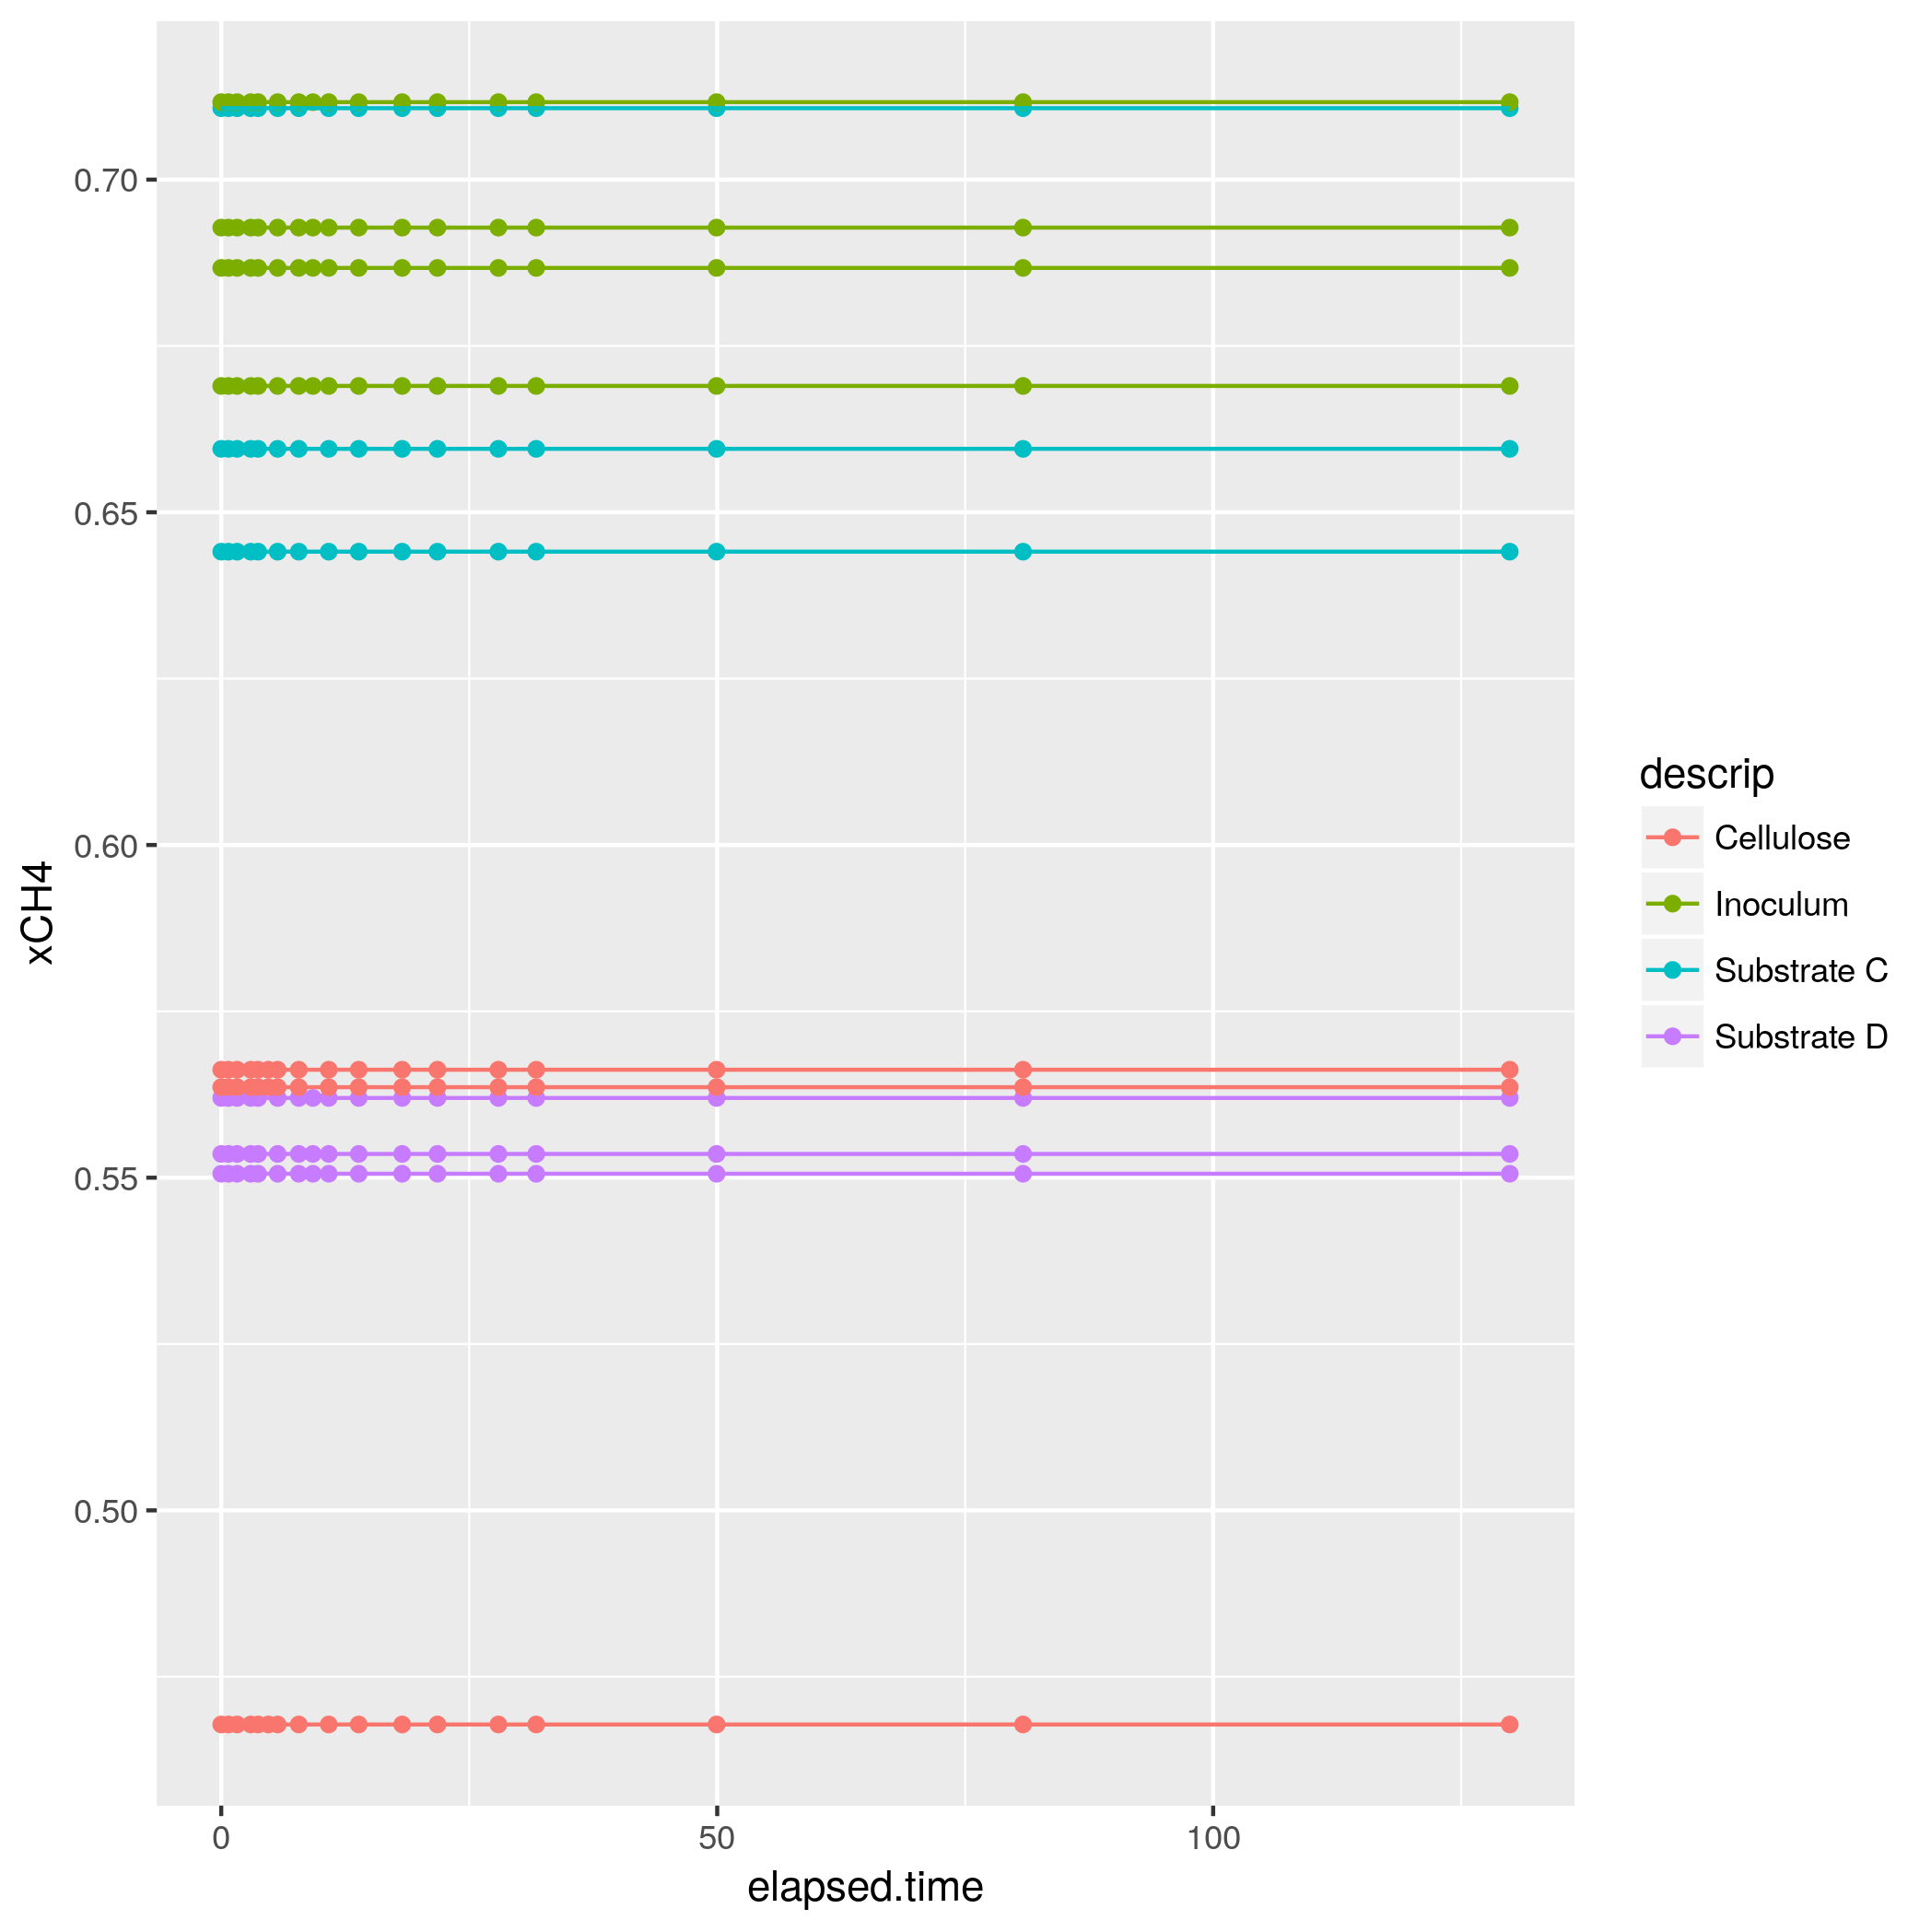 0.70
0.65
0.60
0.55
0.50
xCH4
0
50
100
elapsed.time
descrip
Cellulose
Inoculum
Substrate C
Substrate D